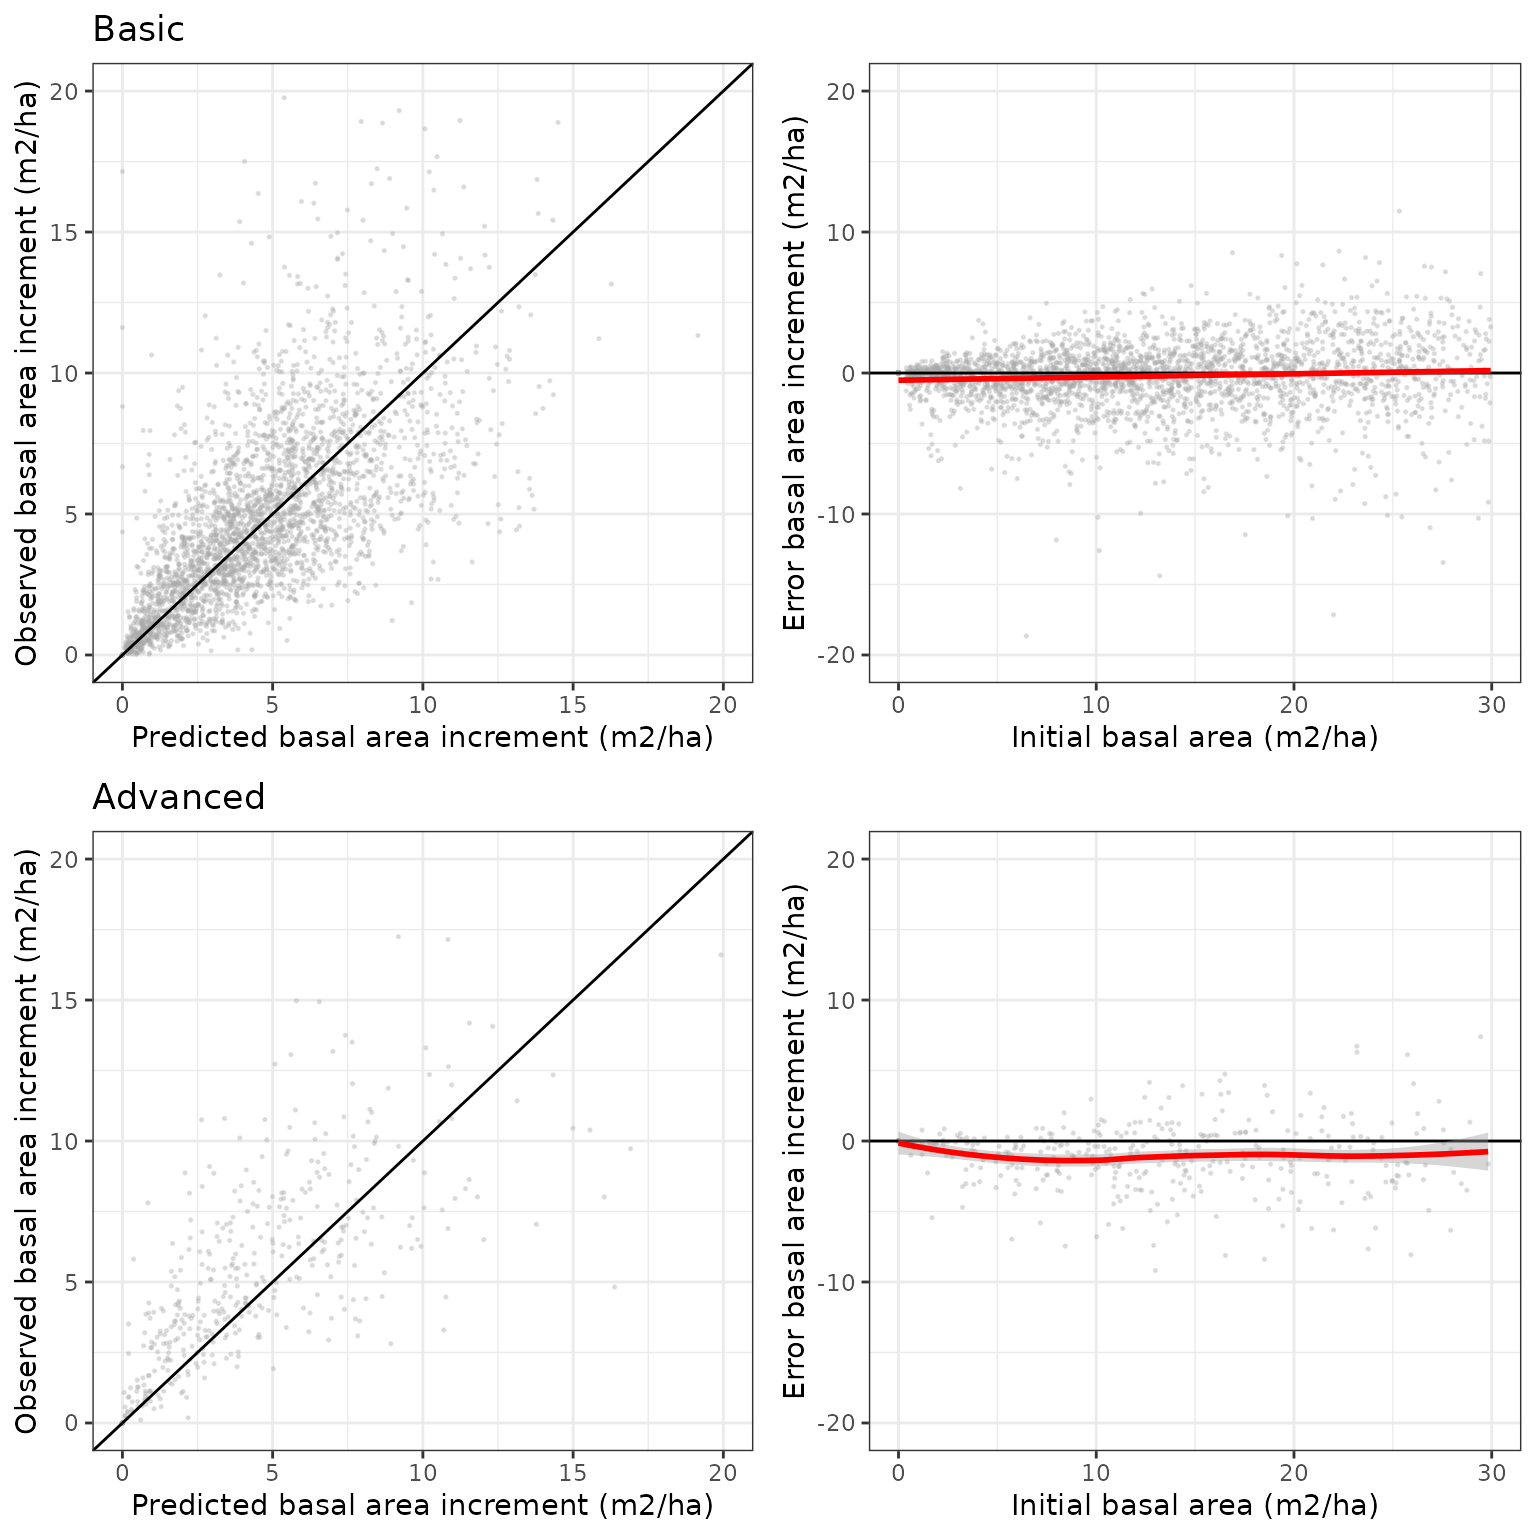 Basic
Observed basal area increment (m2/ha)
20
15
10
5
0
0 5 10 15 20
Predicted basal area increment (m2/ha)
Error basal area increment (m2/ha)
20
10
0
-10
-20
0 10 20 30
Initial basal area (m2/ha)
Advanced
Observed basal area increment (m2/ha)
20
15
10
5
0
0 5 10 15 20
Predicted basal area increment (m2/ha)
Error basal area increment (m2/ha)
20
10
0
-10
-20
0 10 20 30
Initial basal area (m2/ha)